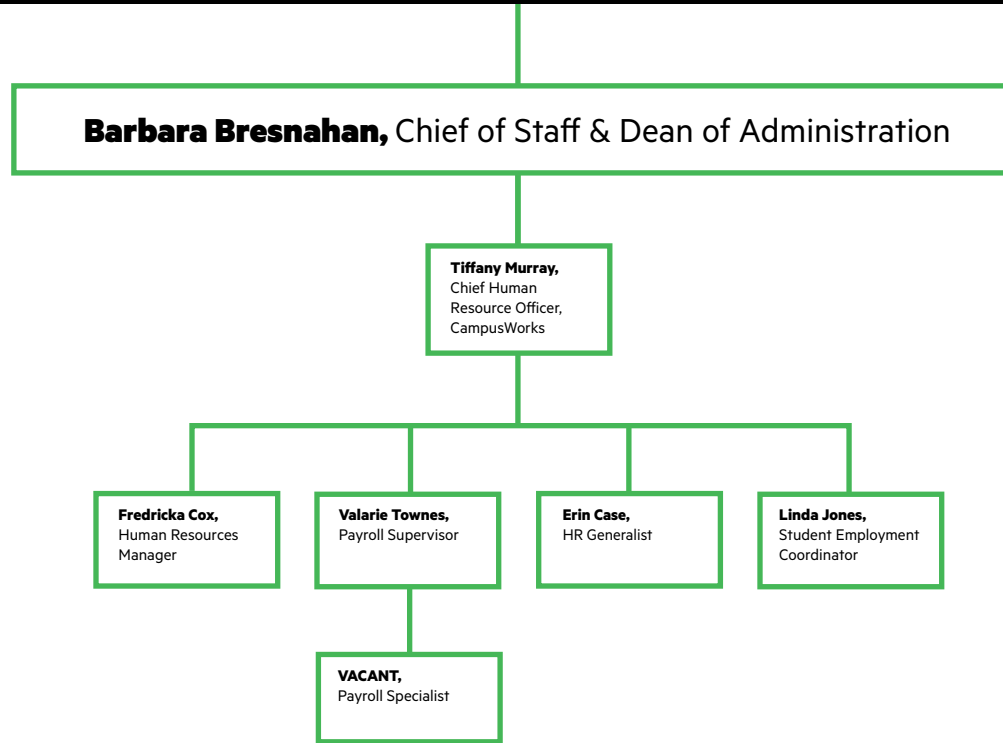 Barbara Bresnahan, Chief of Staff & Dean of Administration
Tiffany Murray,
Chief Human
Resource Officer,
CampusWorks
Fredricka Cox,
Human Resources
Manager
Valarie Townes,
Payroll Supervisor
Erin Case,
HR Generalist
Linda Jones,
Student Employment
Coordinator
VACANT,
Payroll Specialist